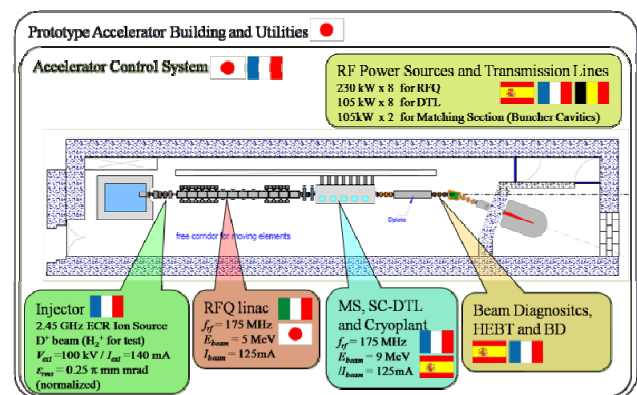 Prototype Accelerator Building and Utilities
Accelerator Control System
RF Power Sources and Transmission Lines
230 kW x 8 for RFQ
105 kW x 8 for DTL
105kW x 2 for Matching Section (Buncher Cavities)
free corridor for moving elements
Injector
2.45 GHz ECR Ion Source
D⁺ beam (H₂⁺ for test)
V_ext =100 kV / I_ext =140 mA
ε_rms = 0.25 π mm mrad
(normalized)
RFQ linac
f_rf = 175 MHz
E_beam = 5 MeV
I_beam = 125mA
MS, SC-DTL
and Cryoplant
f_rf = 175 MHz
E_beam = 9 MeV
I_beam = 125mA
Beam Diagnositcs,
HEBT and BD